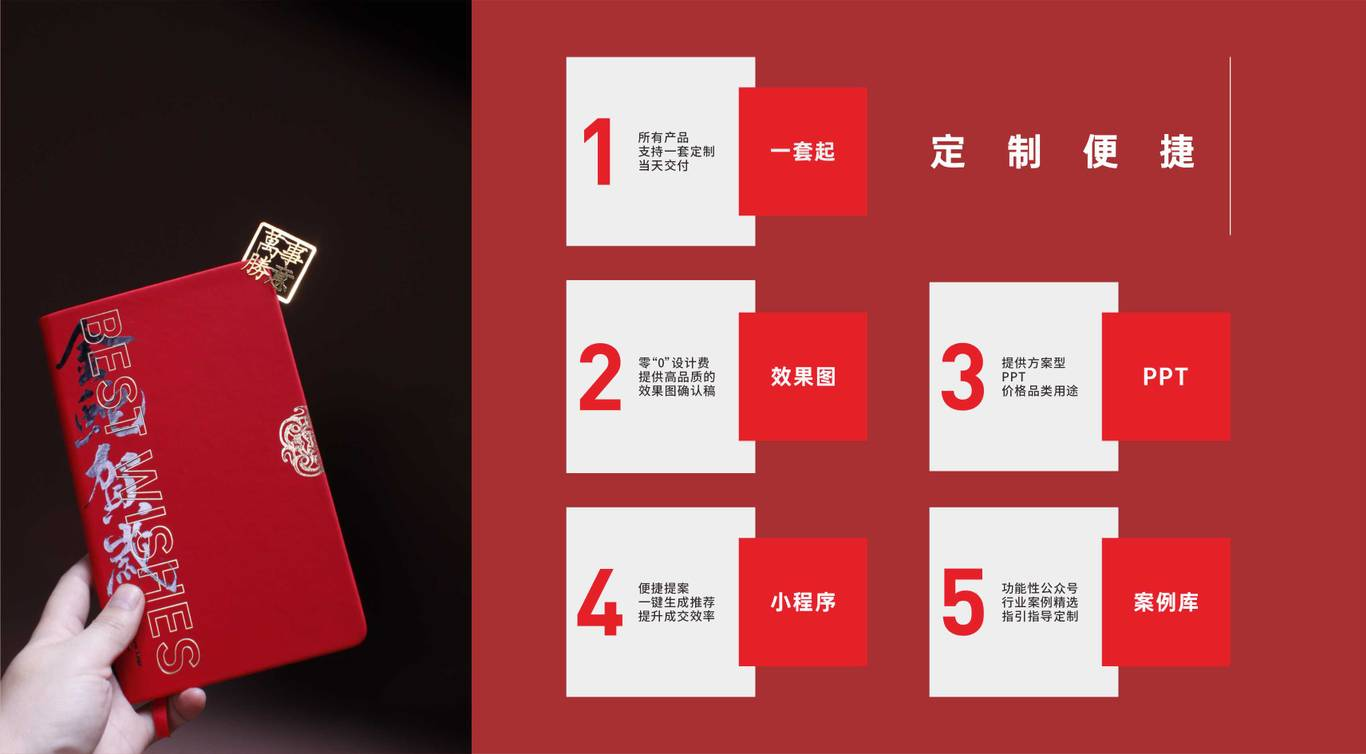 萬事
勝意
BEST WISHES
賀歲
定制便捷
1
所有产品
支持一套定制
当天交付
一套起
2
零“0”设计费
提供高品质的
效果图确认稿
效果图
3
提供方案型
PPT
价格品类用途
PPT
4
便捷提案
一键生成推荐
提升成交效率
小程序
5
功能性公众号
行业案例精选
指引指导定制
案例库